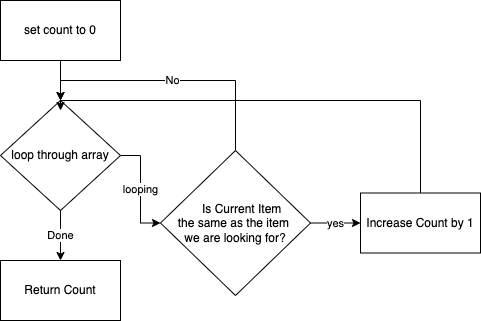 set count to 0
No
loop through array
looping
Is Current Item
the same as the item
we are looking for?
yes
Increase Count by 1
Done
Return Count